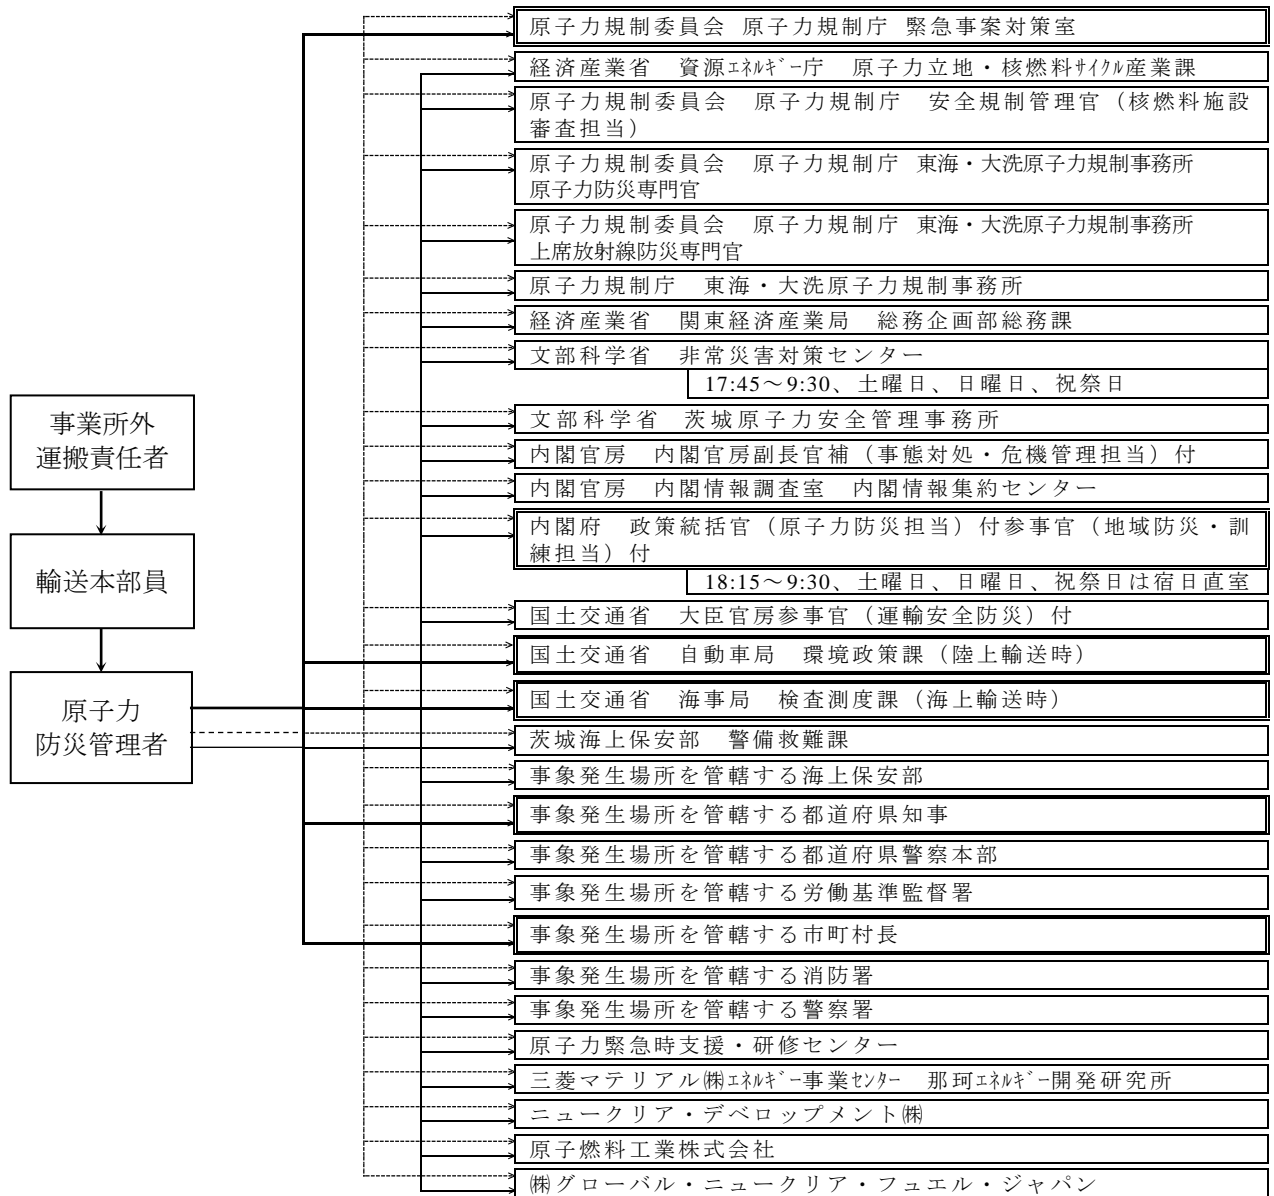 原子力規制委員会 原子力規制庁 緊急事案対策室
経済産業省 資源ｴﾈﾙｷﾞｰ庁 原子力立地・核燃料ｻｲｸﾙ産業課
原子力規制委員会 原子力規制庁 安全規制管理官（核燃料施設
審査担当）
原子力規制委員会 原子力規制庁 東海・大洗原子力規制事務所
原子力防災専門官
原子力規制委員会 原子力規制庁 東海・大洗原子力規制事務所
上席放射線防災専門官
原子力規制庁 東海・大洗原子力規制事務所
経済産業省 関東経済産業局 総務企画部総務課
文部科学省 非常災害対策センター
17:45～9:30、土曜日、日曜日、祝祭日
文部科学省 茨城原子力安全管理事務所
内閣官房 内閣官房副長官補（事態対処・危機管理担当）付
内閣官房 内閣情報調査室 内閣情報集約センター
内閣府 政策統括官（原子力防災担当）付参事官（地域防災・訓
練担当）付
18:15～9:30、土曜日、日曜日、祝祭日は宿日直室
国土交通省 大臣官房参事官（運輸安全防災）付
国土交通省 自動車局 環境政策課（陸上輸送時）
国土交通省 海事局 検査測度課（海上輸送時）
茨城海上保安部 警備救難課
事象発生場所を管轄する海上保安部
事象発生場所を管轄する都道府県知事
事象発生場所を管轄する都道府県警察本部
事象発生場所を管轄する労働基準監督署
事象発生場所を管轄する市町村長
事象発生場所を管轄する消防署
事象発生場所を管轄する警察署
原子力緊急時支援・研修センター
三菱マテリアル㈱ｴﾈﾙｷﾞｰ事業ｾﾝﾀｰ 那珂ｴﾈﾙｷﾞｰ開発研究所
ニュークリア・デベロップメント㈱
原子燃料工業株式会社
㈱グローバル・ニュークリア・フュエル・ジャパン
事業所外
運搬責任者
輸送本部員
原子力
防災管理者